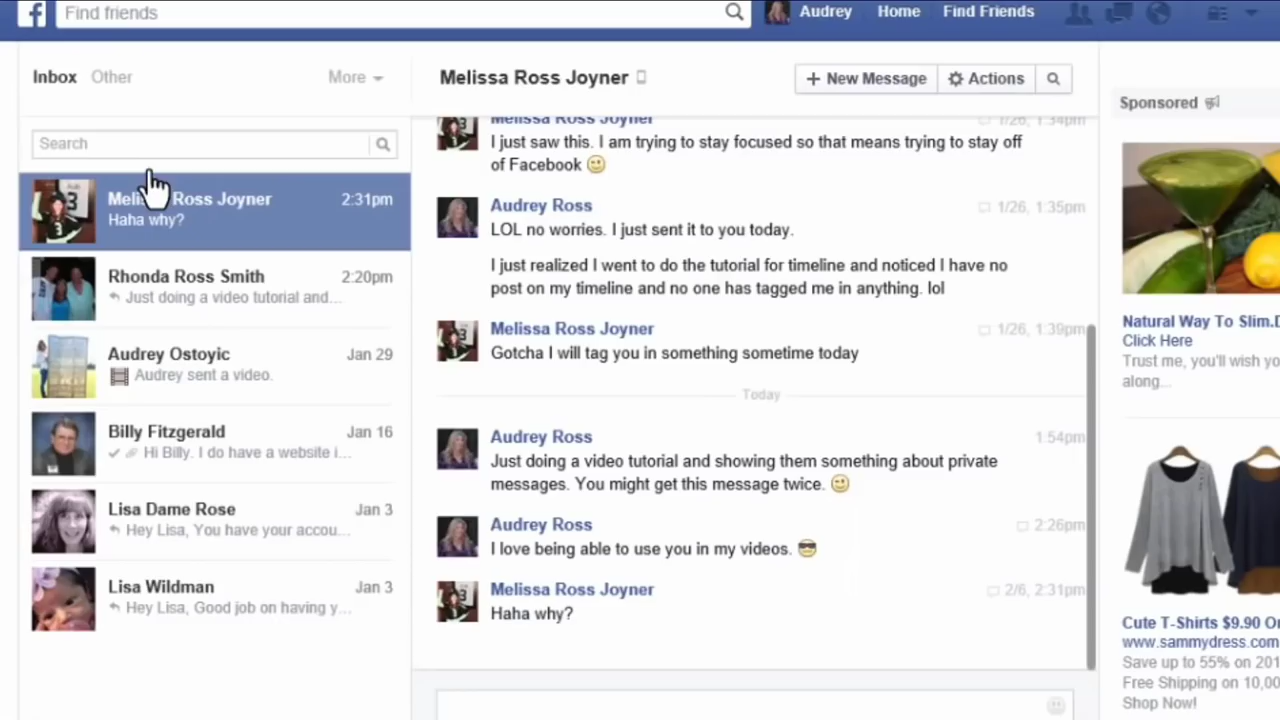 f
Find friends
Audrey Home Find Friends
Inbox Other More
Search
Ross Joyner 2:31pm
Haha why?
Rhonda Ross Smith 2:20pm
Just doing a video tutorial and...
Audrey Ostoyic Jan 29
Audrey sent a video.
Billy Fitzgerald Jan 16
Hi Billy. I do have a website i...
Lisa Dame Rose Jan 3
Hey Lisa, You have your accou...
Lisa Wildman Jan 3
Hey Lisa, Good job on having y...
Melissa Ross Joyner
+ New Message Actions
Melissa Ross Joyner 1/26, 1:34pm
I just saw this. I am trying to stay focused so that means trying to stay off
of Facebook
Audrey Ross 1/26, 1:35pm
LOL no worries. I just sent it to you today.
I just realized I went to do the tutorial for timeline and noticed I have no
post on my timeline and no one has tagged me in anything. lol
Melissa Ross Joyner 1/26, 1:39pm
Gotcha I will tag you in something sometime today
Today
Audrey Ross 1:54pm
Just doing a video tutorial and showing them something about private
messages. You might get this message twice.
Audrey Ross 2:26pm
I love being able to use you in my videos.
Melissa Ross Joyner 2/6, 2:31pm
Haha why?
Sponsored
Natural Way To Slim.
Click Here
Trust me, you'll wish yo
along...
Cute T-Shirts $9.90 On
www.sammydress.com
Save up to 55% on 201
Free Shipping on 10,00
Shop Now!